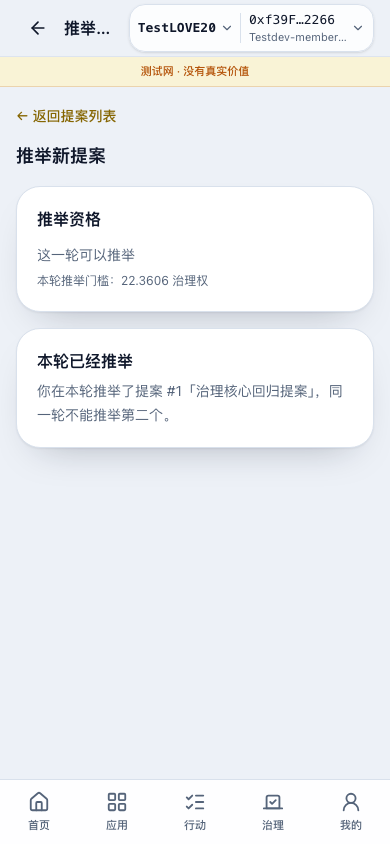 推举...
TestLOVE20
0xf39F…2266
Testdev-member...
测试网 · 没有真实价值
← 返回提案列表
推举新提案
推举资格
这一轮可以推举
本轮推举门槛：22.3606 治理权
本轮已经推举
你在本轮推举了提案 #1「治理核心回归提案」，同
一轮不能推举第二个。
首页
应用
行动
治理
我的